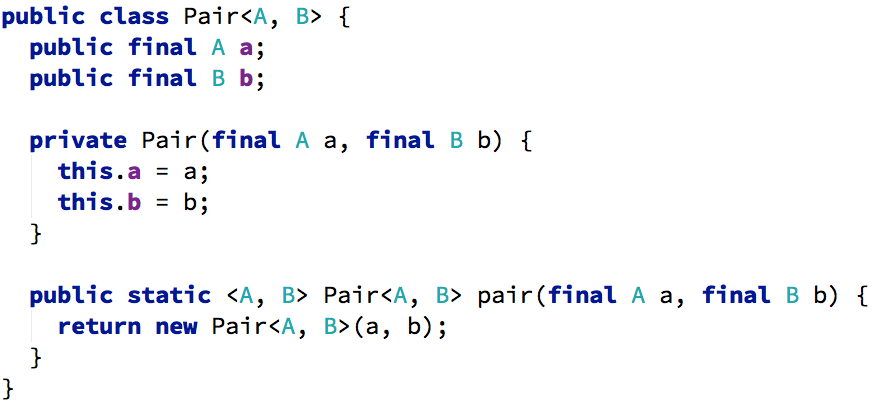 public class Pair<A, B> {
  public final A a;
  public final B b;

  private Pair(final A a, final B b) {
    this.a = a;
    this.b = b;
  }

  public static <A, B> Pair<A, B> pair(final A a, final B b) {
    return new Pair<A, B>(a, b);
  }
}